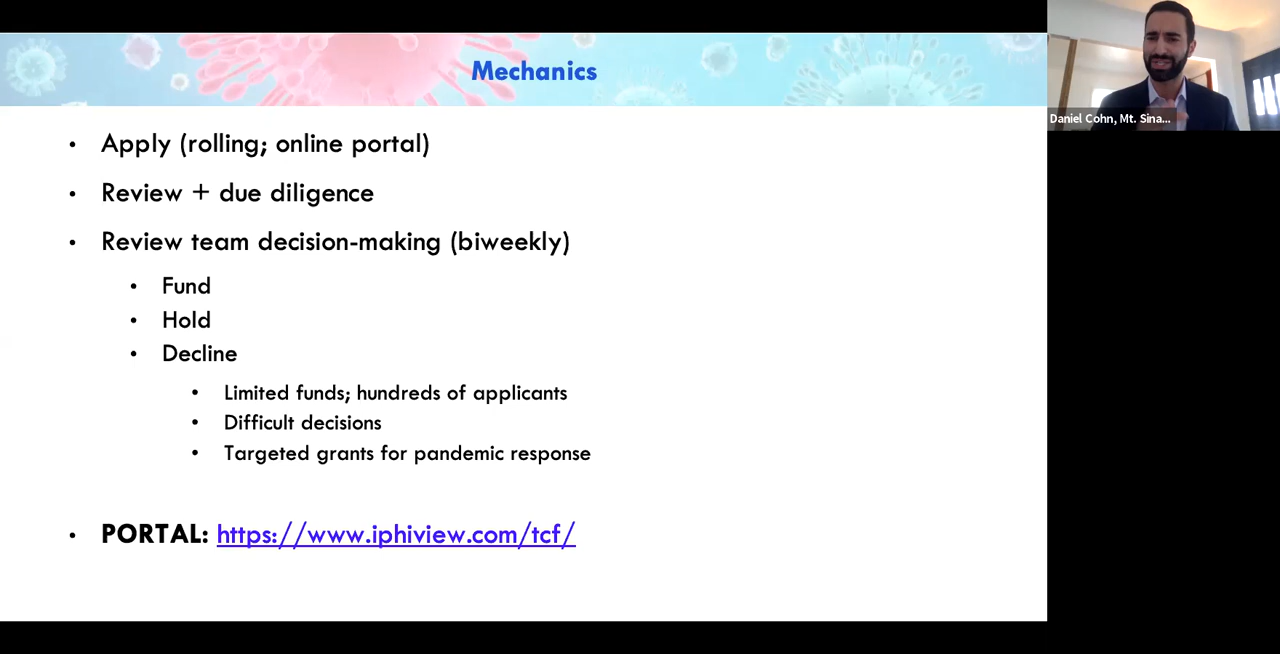 Mechanics
Daniel Cohn, Mt. Sina...
• Apply (rolling; online portal)
• Review + due diligence
• Review team decision-making (biweekly)
• Fund
• Hold
• Decline
• Limited funds; hundreds of applicants
• Difficult decisions
• Targeted grants for pandemic response
• PORTAL: https://www.iphiview.com/tcf/